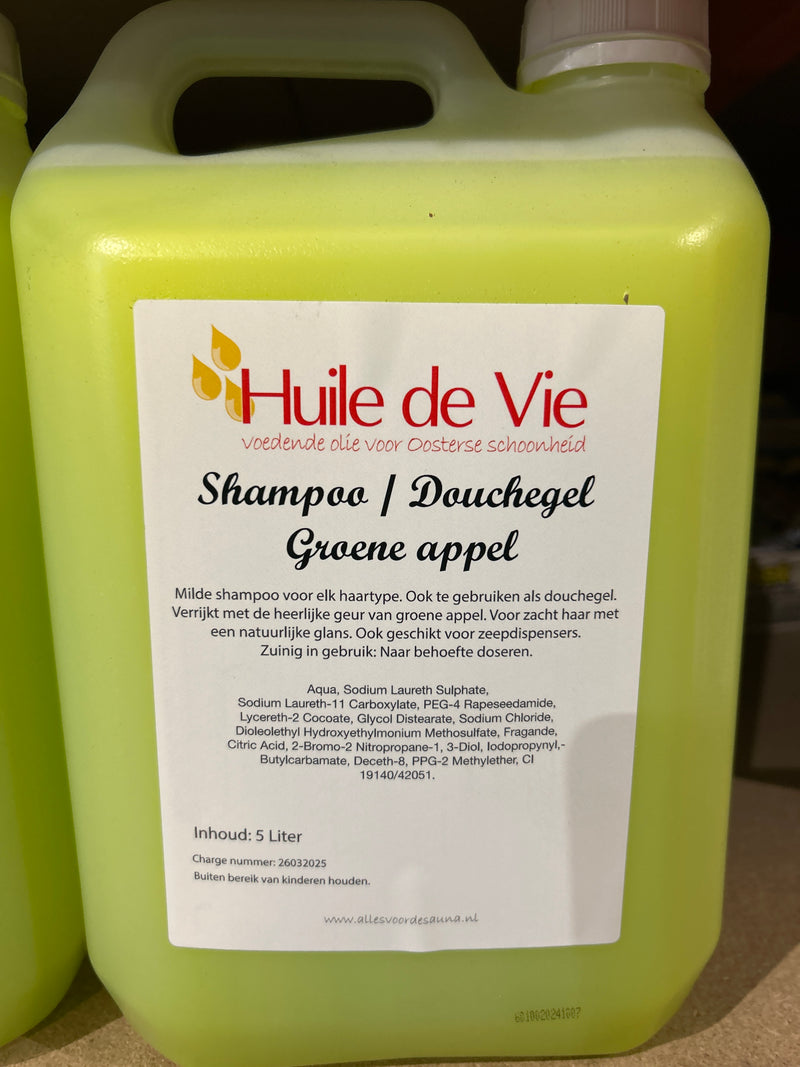 Huile de Vie
voedende olie voor Oosterse schoonheid
Shampoo / Douchegel
Groene appel
Milde shampoo voor elk haartype. Ook te gebruiken als douchegel.
Verrijkt met de heerlijke geur van groene appel. Voor zacht haar met
een natuurlijke glans. Ook geschikt voor zeepdispensers.
Zuinig in gebruik: Naar behoefte doseren.
Aqua, Sodium Laureth Sulphate,
Sodium Laureth-11 Carboxylate, PEG-4 Rapeseedamide,
Lycereth-2 Cocoate, Glycol Distearate, Sodium Chloride,
Dioleolethyl Hydroxyethylmonium Methosulfate, Fragande,
Citric Acid, 2-Bromo-2 Nitropropane-1, 3-Diol, Iodopropynyl,-
Butylcarbamate, Deceth-8, PPG-2 Methylether, CI
19140/42051.
Inhoud: 5 Liter
Charge nummer: 26032025
Buiten bereik van kinderen houden.
www.allesvoordesauna.nl